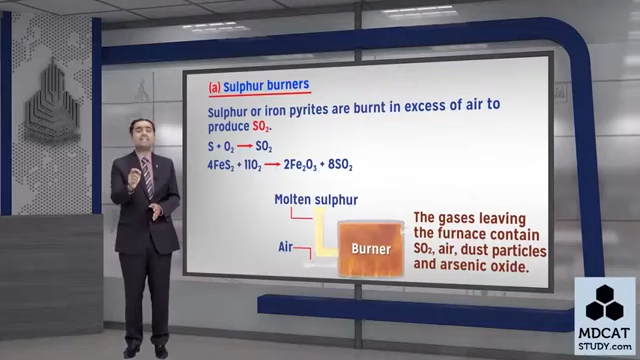 (a) Sulphur burners
Sulphur or iron pyrites are burnt in excess of air to
produce SO₂.
S + O₂ → SO₂
4FeS₂ + 11O₂ → 2Fe₂O₃ + 8SO₂
Molten sulphur
Air
Burner
The gases leaving
the furnace contain
SO₂, air, dust particles
and arsenic oxide.
MDCAT
STUDY.com